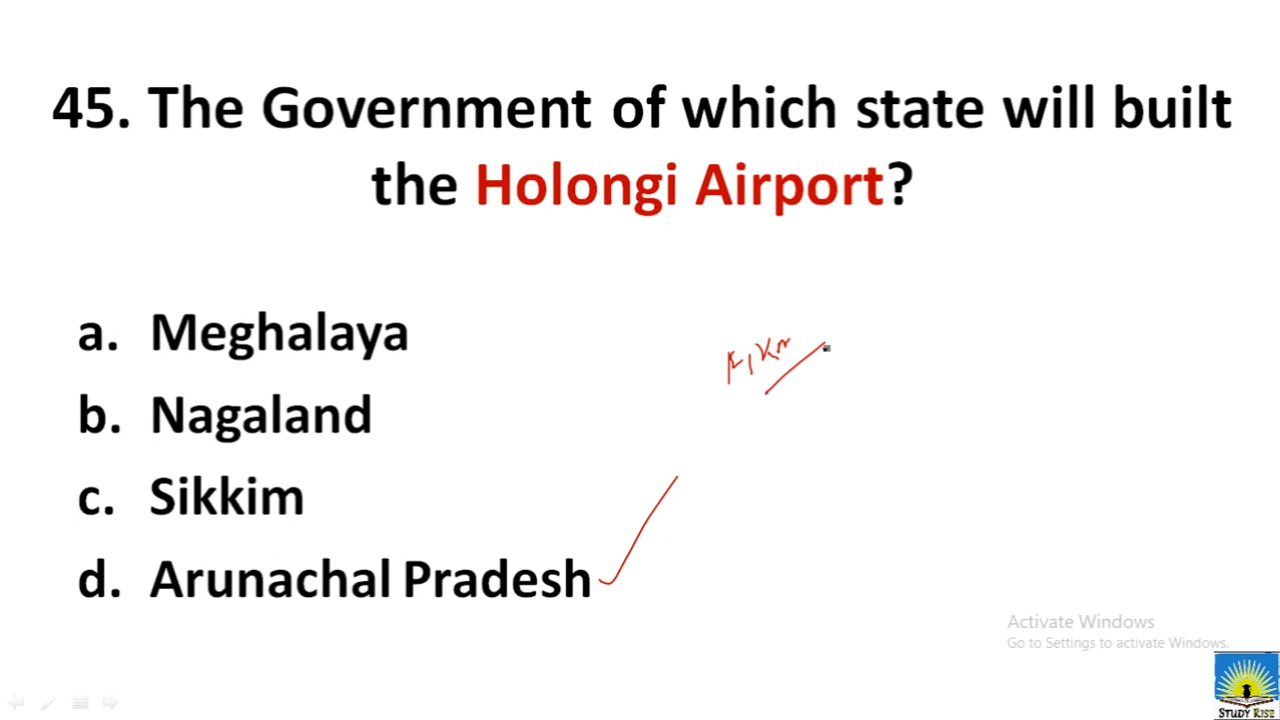 45. The Government of which state will built
the Holongi Airport?
a. Meghalaya
b. Nagaland
c. Sikkim
d. Arunachal Pradesh
Activate Windows
Go to Settings to activate Windows.
STUDY RISE